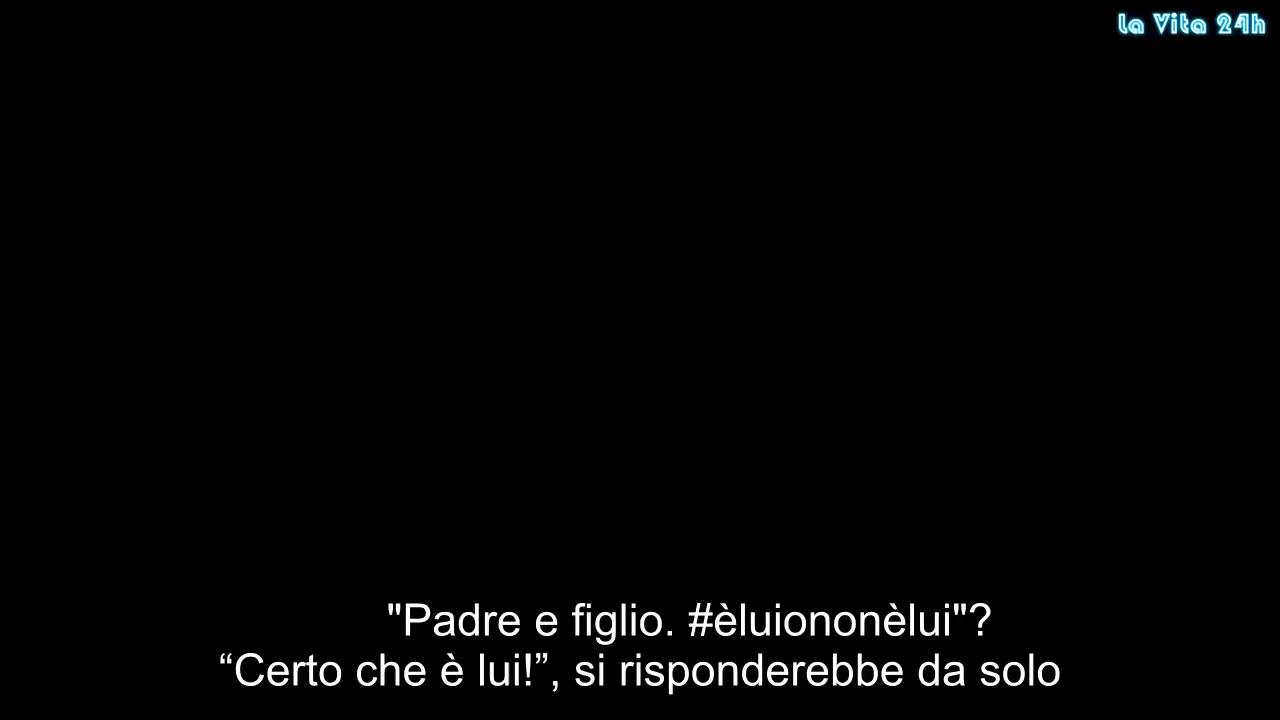 La Vita 24h
"Padre e figlio. #èluiononèlui"?
“Certo che è lui!”, si risponderebbe da solo